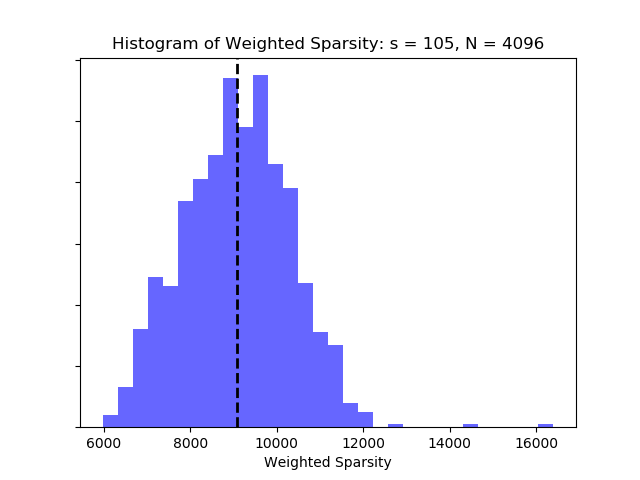 Histogram of Weighted Sparsity: s = 105, N = 4096
6000 8000 10000 12000 14000 16000
Weighted Sparsity